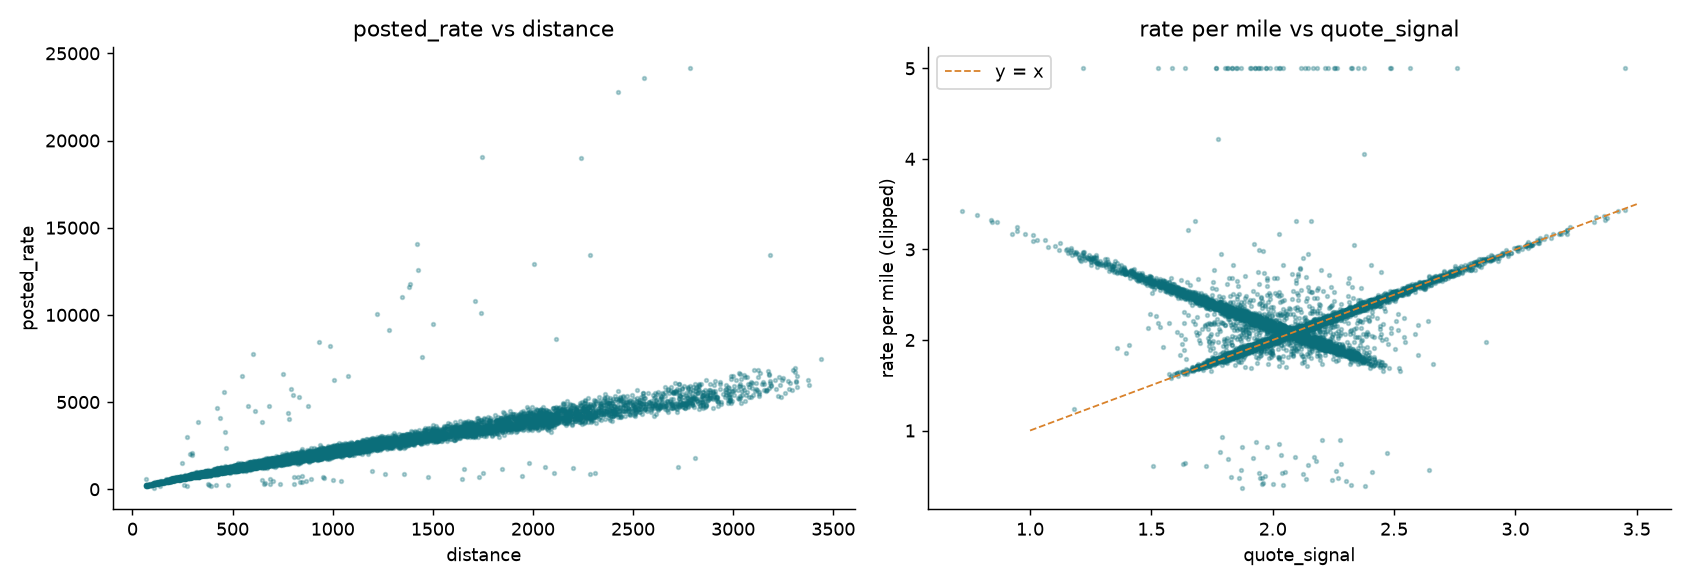 posted_rate vs distance
25000
20000
15000
10000
5000
0
posted_rate
0 500 1000 1500 2000 2500 3000 3500
distance
rate per mile vs quote_signal
y = x
5
4
3
2
1
rate per mile (clipped)
1.0 1.5 2.0 2.5 3.0 3.5
quote_signal